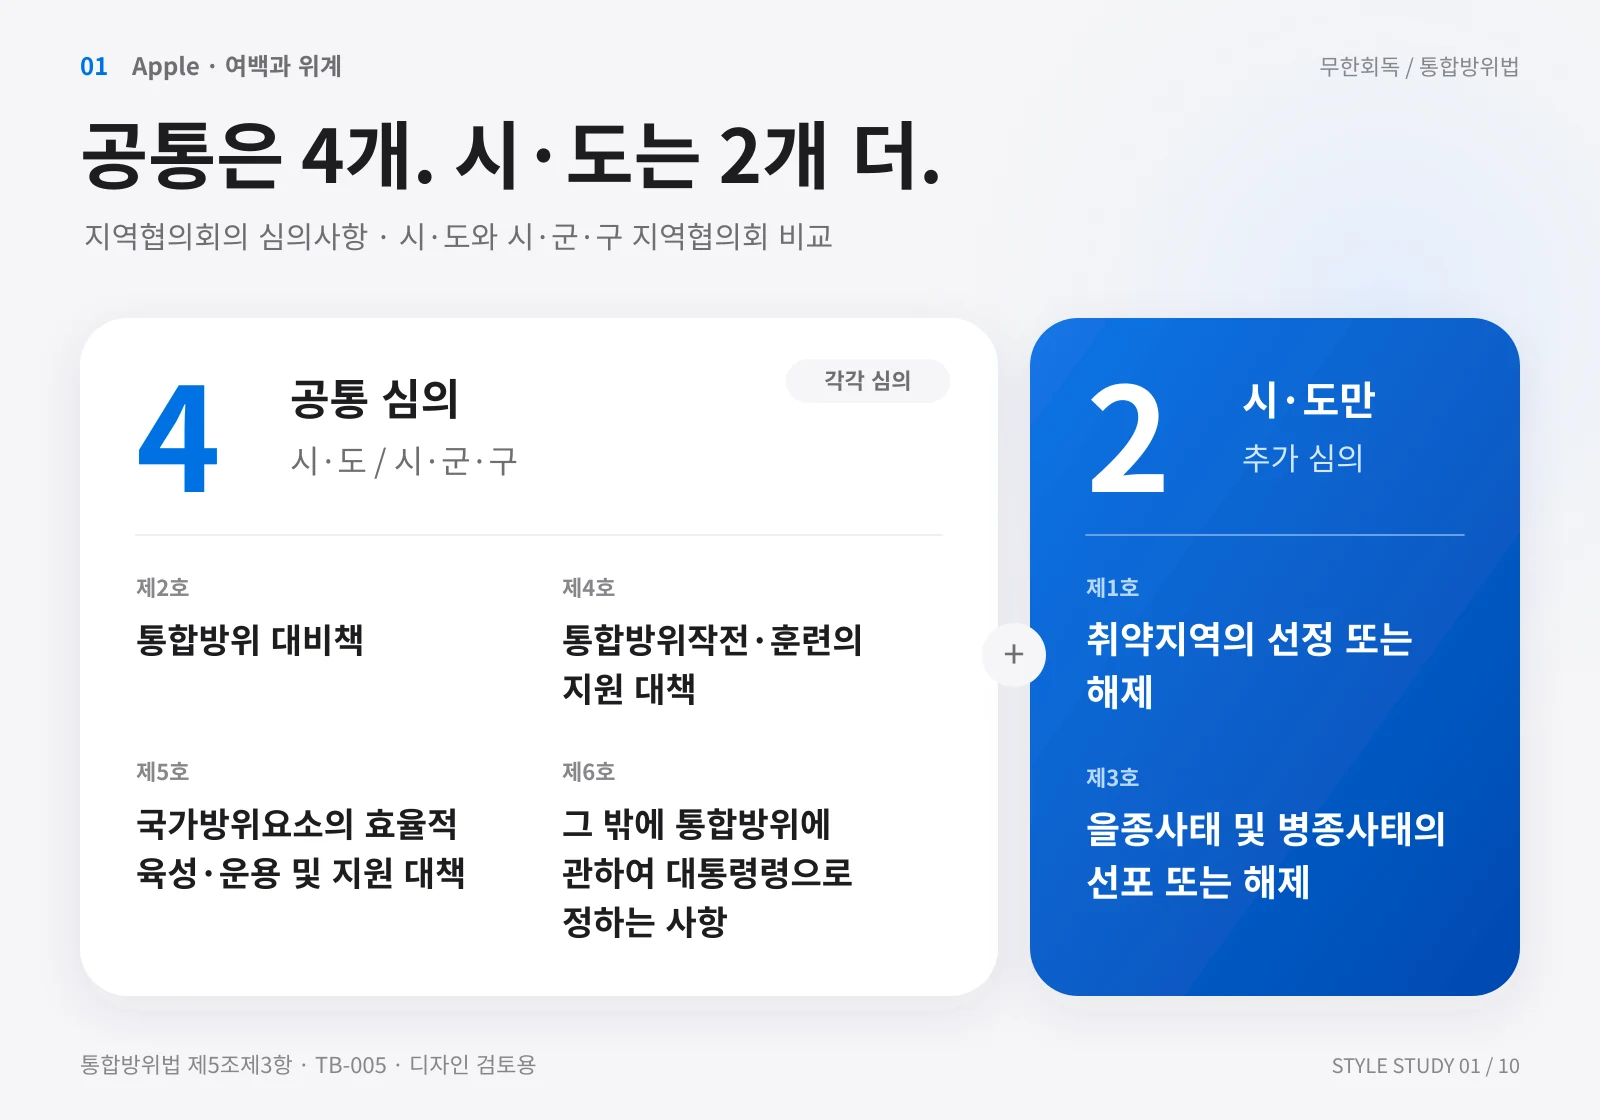 01 Apple · 여백과 위계
무한회독 / 통합방위법
공통은 4개. 시·도는 2개 더.
지역협의회의 심의사항 · 시·도와 시·군·구 지역협의회 비교
4
공통 심의
시·도 / 시·군·구
각각 심의
제2호
통합방위 대비책
제4호
통합방위작전·훈련의
지원 대책
제5호
국가방위요소의 효율적
육성·운용 및 지원 대책
제6호
그 밖에 통합방위에
관하여 대통령령으로
정하는 사항
+
2
시·도만
추가 심의
제1호
취약지역의 선정 또는
해제
제3호
을종사태 및 병종사태의
선포 또는 해제
통합방위법 제5조제3항 · TB-005 · 디자인 검토용
STYLE STUDY 01 / 10